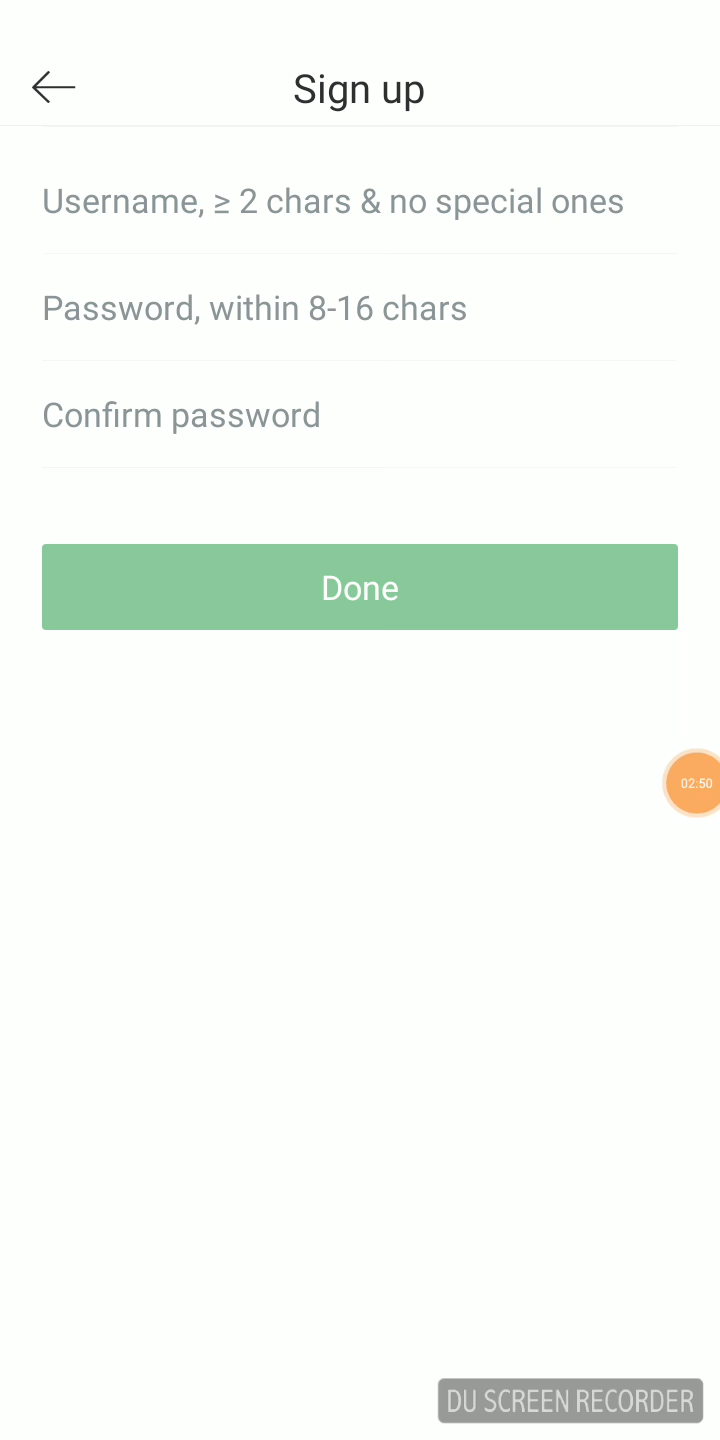 Sign up
Username, ≥ 2 chars & no special ones
Password, within 8-16 chars
Confirm password
Done
02:50
DU SCREEN RECORDER